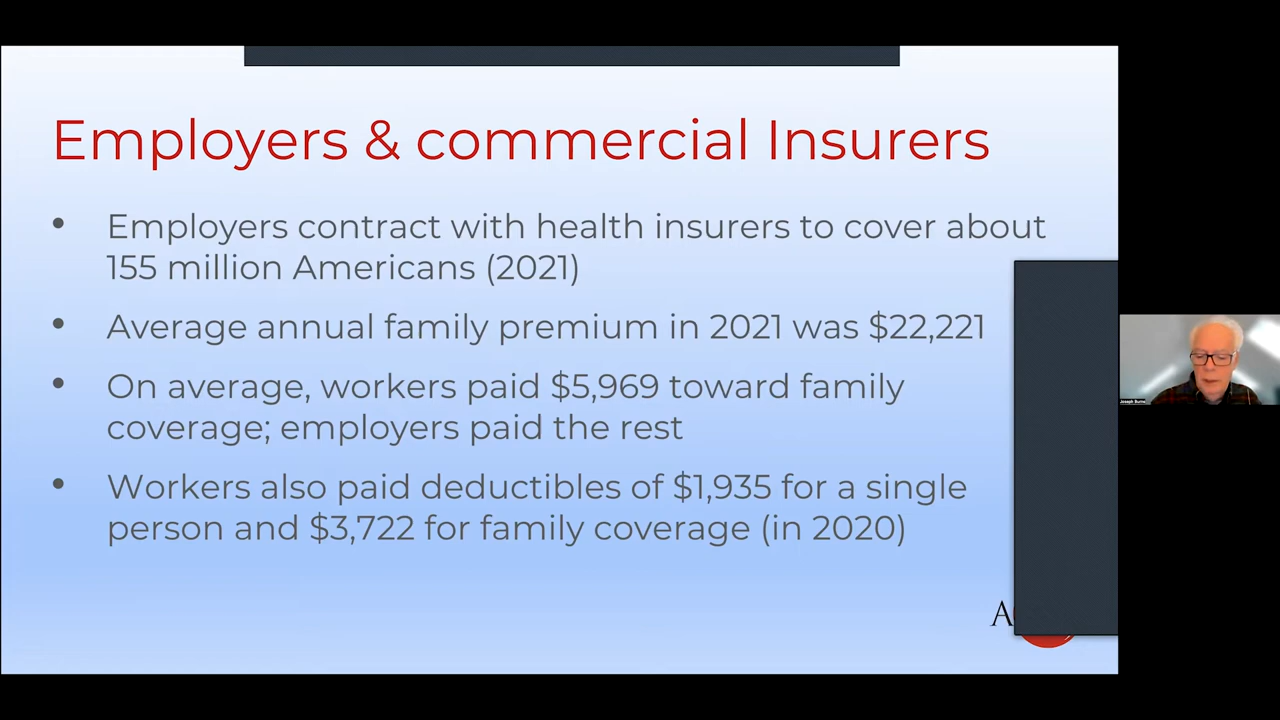 Employers & commercial Insurers
• Employers contract with health insurers to cover about
155 million Americans (2021)
• Average annual family premium in 2021 was $22,221
• On average, workers paid $5,969 toward family
coverage; employers paid the rest
• Workers also paid deductibles of $1,935 for a single
person and $3,722 for family coverage (in 2020)
A
Joseph Burns